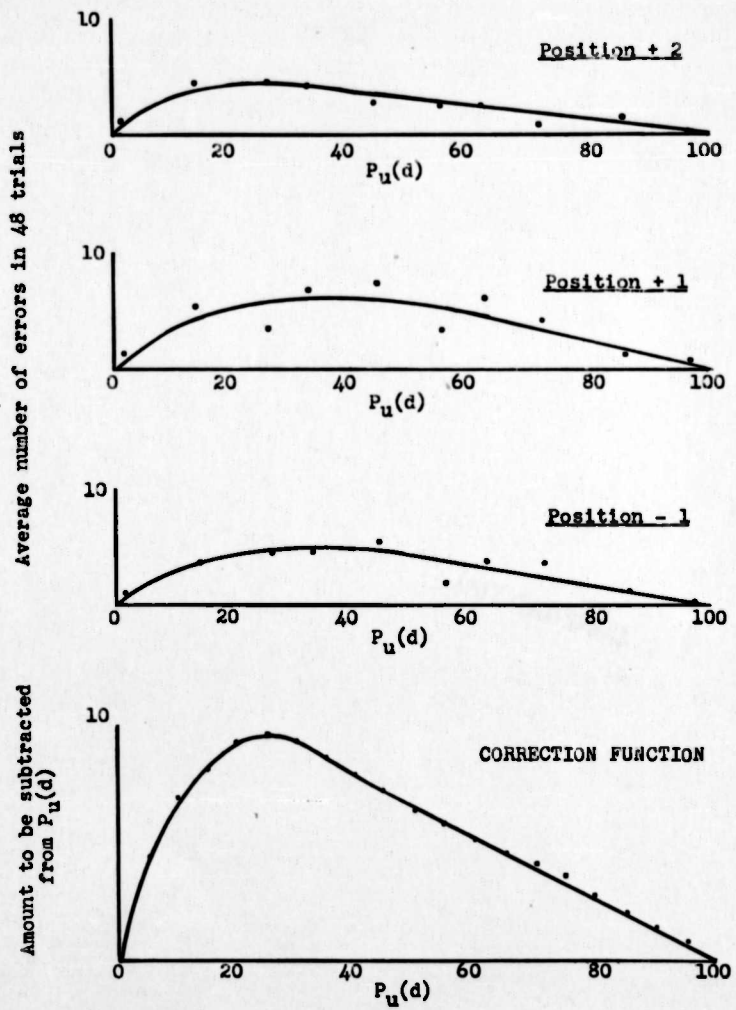 10
Position + 2
0 20 40 60 80 100
Pu(d)
Average number of errors in 48 trials
10
Position + 1
0 20 40 60 80 100
Pu(d)
10
Position - 1
0 20 40 60 80 100
Pu(d)
Amount to be subtracted
from Pu(d)
10
CORRECTION FUNCTION
0 20 40 60 80 100
Pu(d)